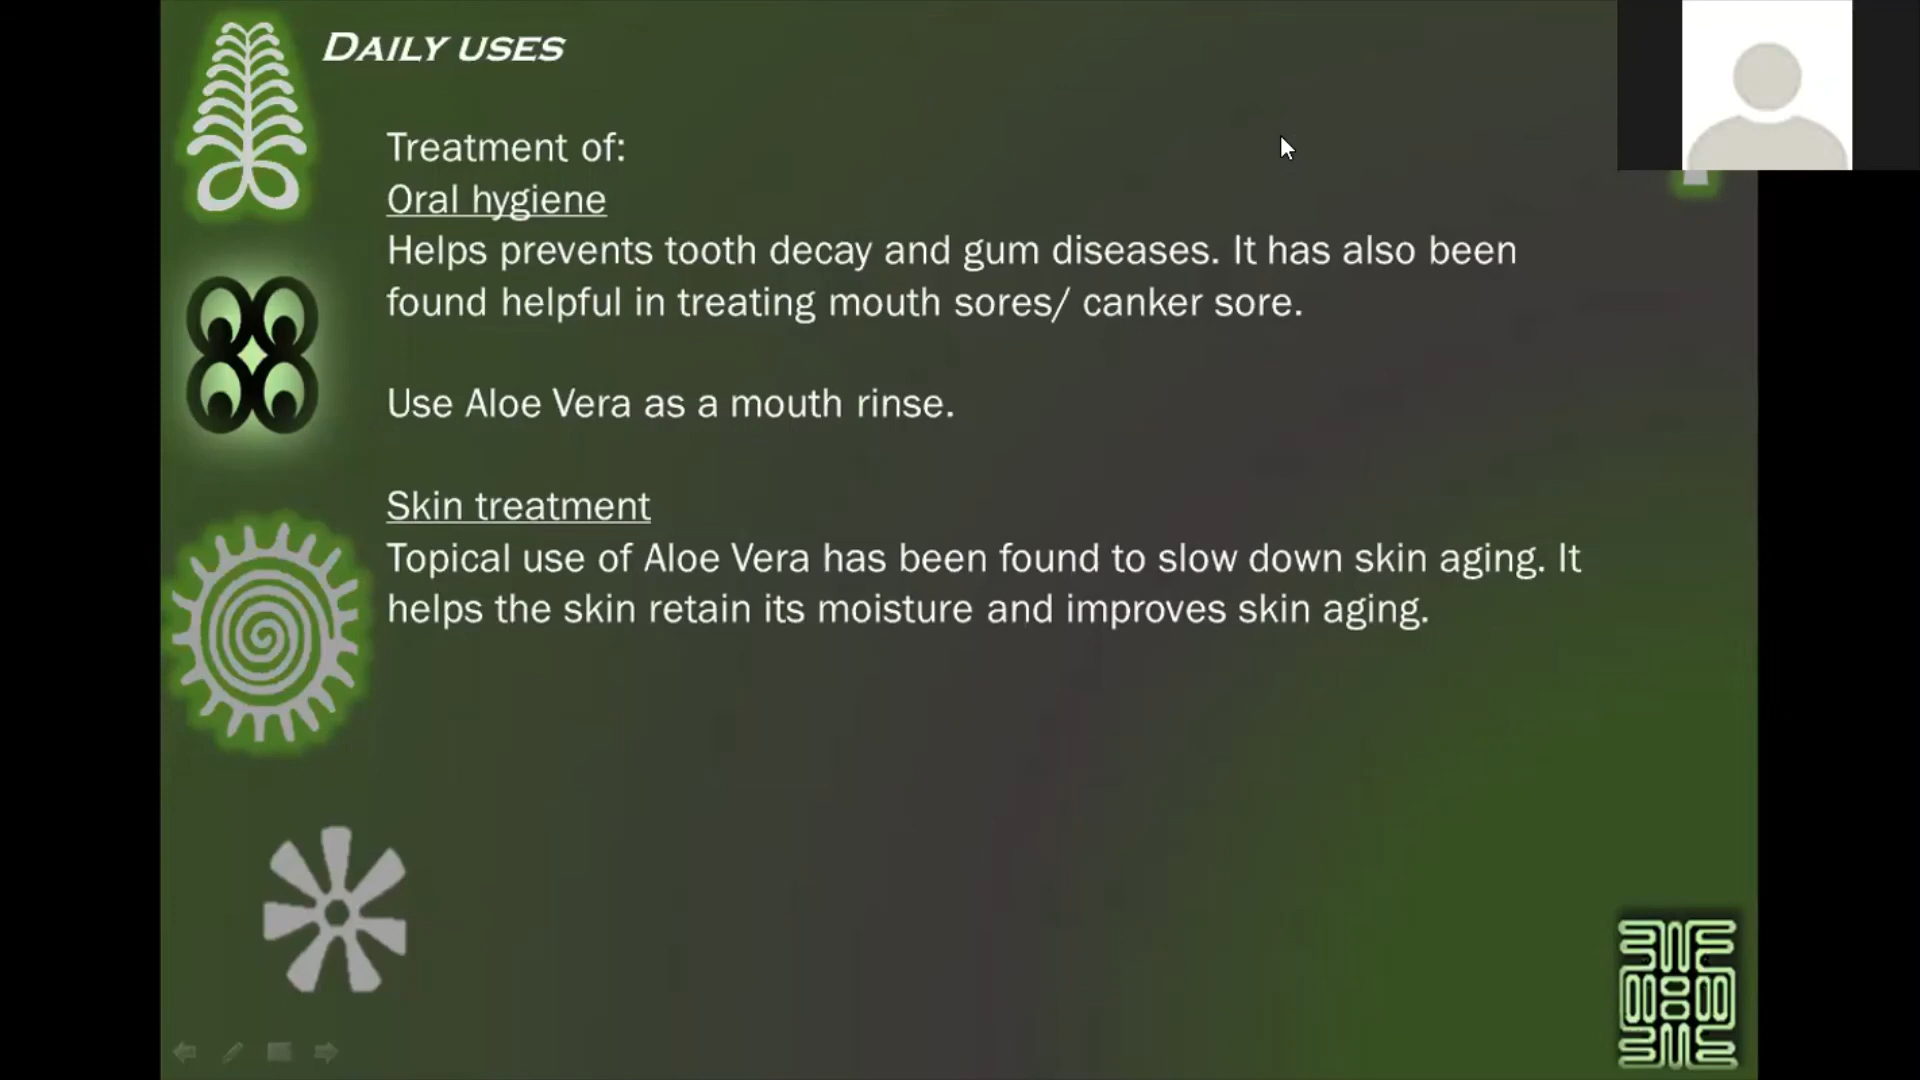 DAILY USES
Treatment of:
Oral hygiene
Helps prevents tooth decay and gum diseases. It has also been
found helpful in treating mouth sores/ canker sore.
Use Aloe Vera as a mouth rinse.
Skin treatment
Topical use of Aloe Vera has been found to slow down skin aging. It
helps the skin retain its moisture and improves skin aging.